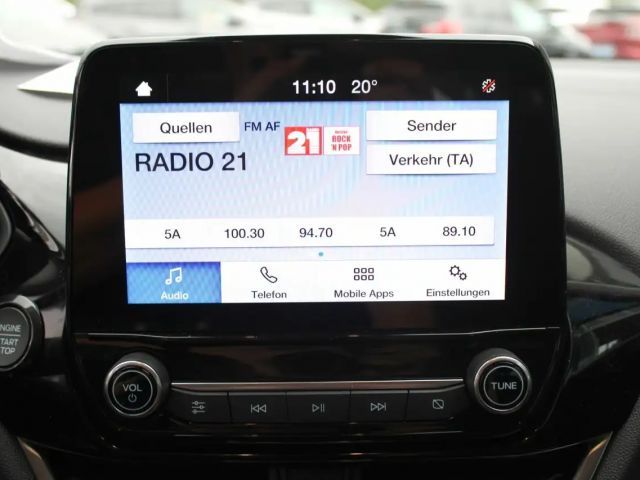 11:10 20°
Quellen FM AF Sender
21 ROCK
'N POP
RADIO 21 Verkehr (TA)
5A 100.30 94.70 5A 89.10
Audio Telefon Mobile Apps Einstellungen
ENGINE
START
STOP
VOL TUNE